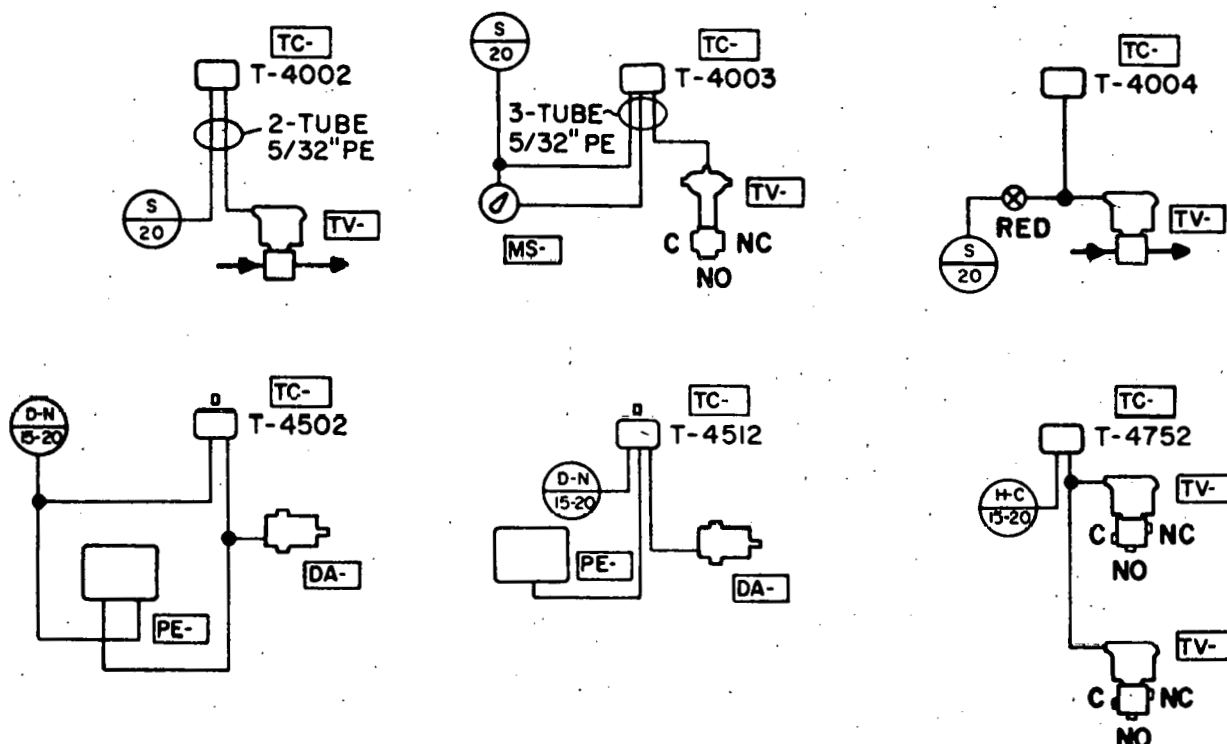 TC-
T-4002
2-TUBE
5/32" PE
S
20
TV-
S
20
TC-
T-4003
3-TUBE
5/32" PE
TV-
MS-
C NC
NO
TC-
T-4004
RED
TV-
S
20
D-N
15-20
TC-
T-4502
DA-
PE-
TC-
T-4512
D-N
15-20
PE-
DA-
TC-
T-4752
H-C
15-20
TV-
C NC
NO
TV-
C NC
NO